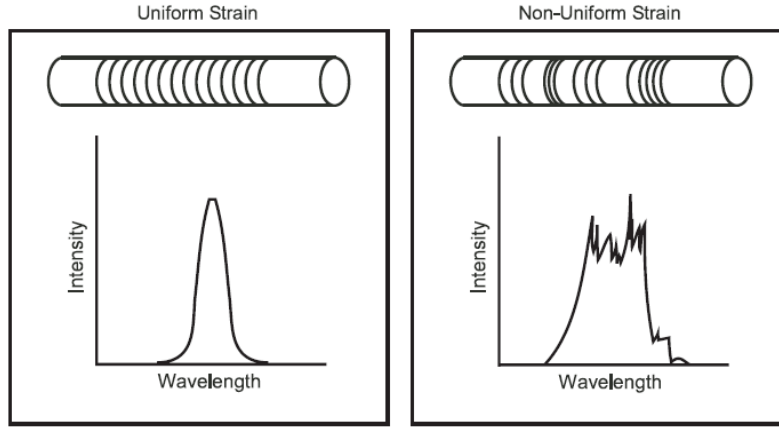 Uniform Strain
Non-Uniform Strain
Intensity
Wavelength
Intensity
Wavelength